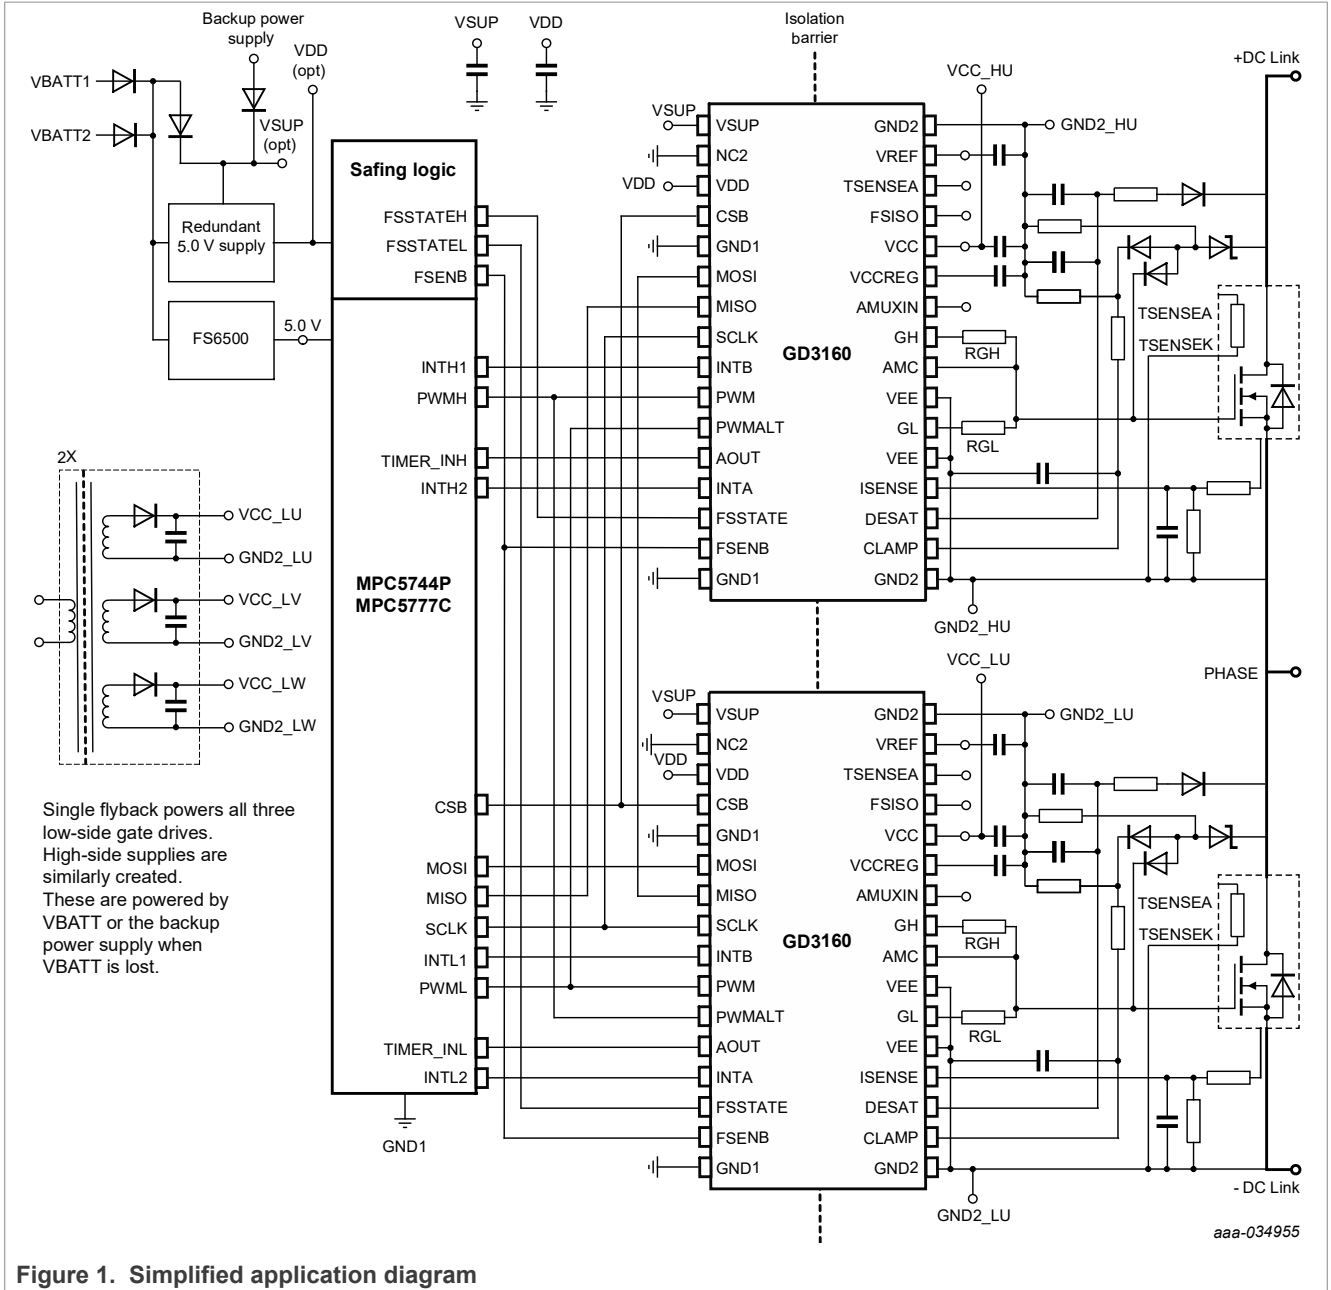 Backup power
supply
VDD
(opt)
VSUP
VDD
Isolation
barrier
VBATT1
VBATT2
VSUP
(opt)
Redundant
5.0 V supply
FS6500
5.0 V
Safing logic
FSSTATEH
FSSTATEL
FSENB
INTH1
PWMH
TIMER_INH
INTH2
MPC5744P
MPC5777C
CSB
MOSI
MISO
SCLK
INTL1
PWML
TIMER_INL
INTL2
GND1
2X
VCC_LU
GND2_LU
VCC_LV
GND2_LV
VCC_LW
GND2_LW
Single flyback powers all three
low-side gate drives.
High-side supplies are
similarly created.
These are powered by
VBATT or the backup
power supply when
VBATT is lost.
VSUP
VDD
VSUP
NC2
VDD
CSB
GND1
MOSI
MISO
SCLK
INTB
PWM
PWMALT
AOUT
INTA
FSSTATE
FSENB
GND1
GD3160
GND2
VREF
TSENSEA
FSISO
VCC
VCCREG
AMUXIN
GH
AMC
VEE
GL
VEE
ISENSE
DESAT
CLAMP
GND2
VCC_HU
GND2_HU
RGH
RGL
GND2_HU
+DC Link
TSENSEA
TSENSEK
PHASE
VSUP
VDD
VSUP
NC2
VDD
CSB
GND1
MOSI
MISO
SCLK
INTB
PWM
PWMALT
AOUT
INTA
FSSTATE
FSENB
GND1
GD3160
GND2
VREF
TSENSEA
FSISO
VCC
VCCREG
AMUXIN
GH
AMC
VEE
GL
VEE
ISENSE
DESAT
CLAMP
GND2
VCC_LU
GND2_LU
RGH
RGL
GND2_LU
TSENSEA
TSENSEK
- DC Link
aaa-034955
Figure 1. Simplified application diagram